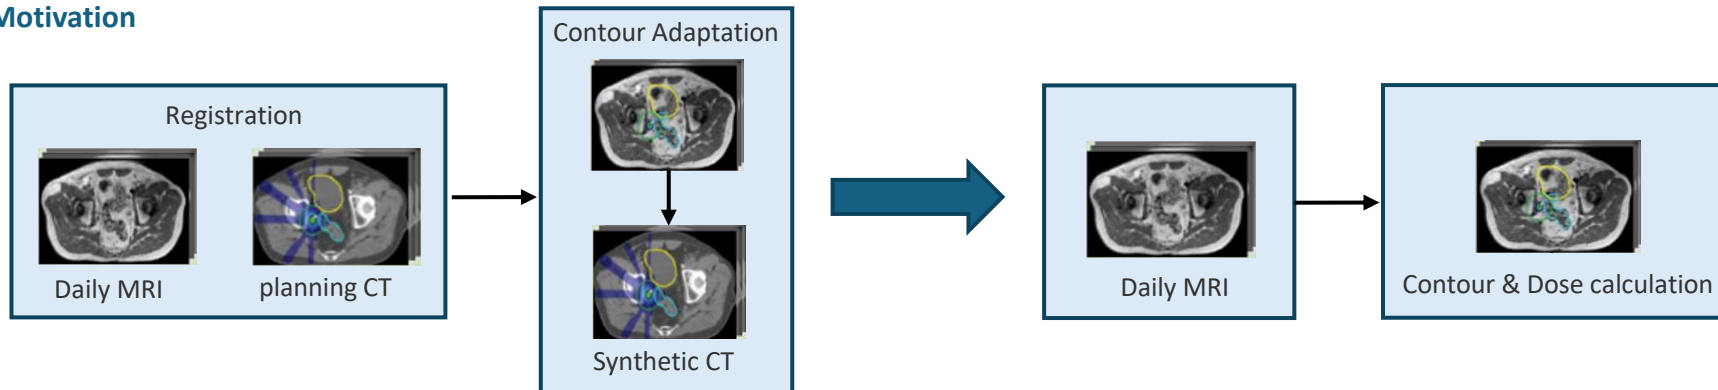 Motivation
Registration
Daily MRI
planning CT
Contour Adaptation
Synthetic CT
Daily MRI
Contour & Dose calculation